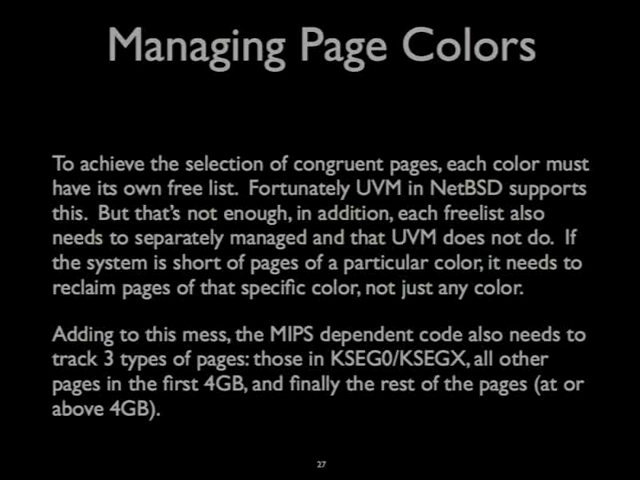 Managing Page Colors
To achieve the selection of congruent pages, each color must
have its own free list.  Fortunately UVM in NetBSD supports
this.  But that's not enough, in addition, each freelist also
needs to separately managed and that UVM does not do.  If
the system is short of pages of a particular color, it needs to
reclaim pages of that specific color, not just any color.
Adding to this mess, the MIPS dependent code also needs to
track 3 types of pages: those in KSEG0/KSEGX, all other
pages in the first 4GB, and finally the rest of the pages (at or
above 4GB).
27